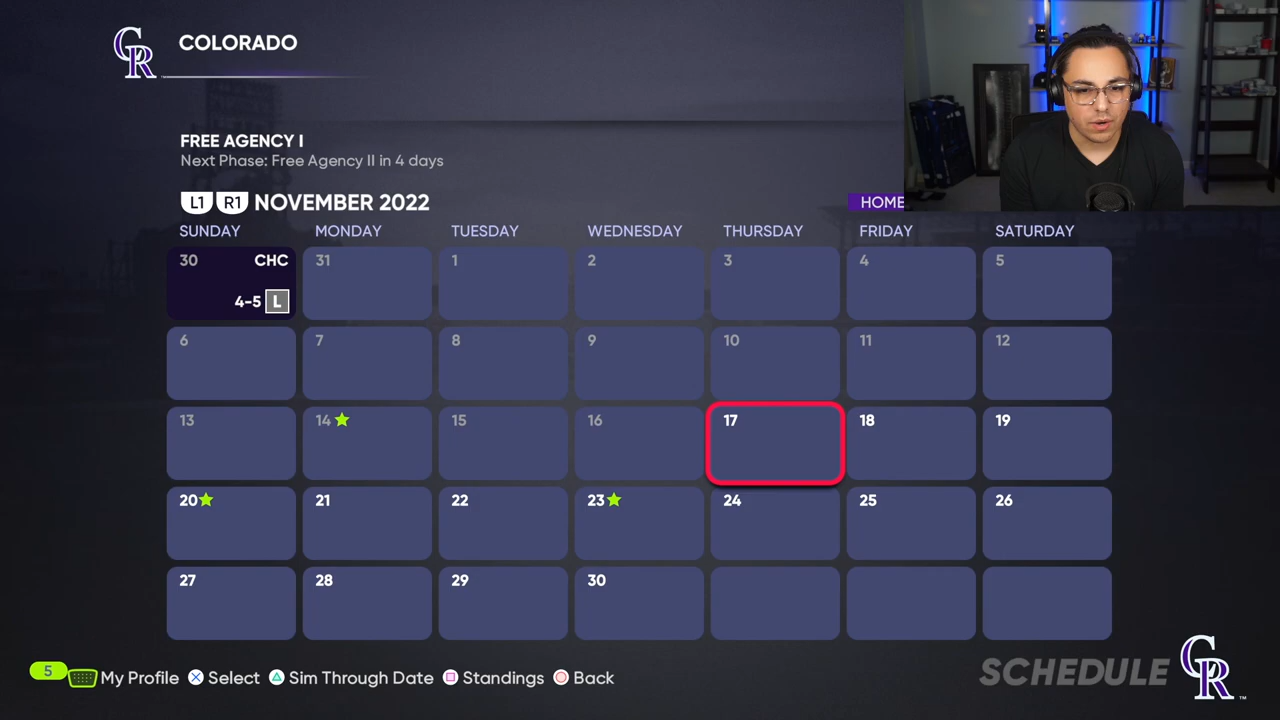 COLORADO
FREE AGENCY I
Next Phase: Free Agency II in 4 days
L1 R1 NOVEMBER 2022
HOME
SUNDAY MONDAY TUESDAY WEDNESDAY THURSDAY FRIDAY SATURDAY
30 CHC 31 1 2 3 4 5
4-5 L
6 7 8 9 10 11 12
13 14 15 16 17 18 19
20 21 22 23 24 25 26
27 28 29 30
5 My Profile Select Sim Through Date Standings Back
SCHEDULE CR